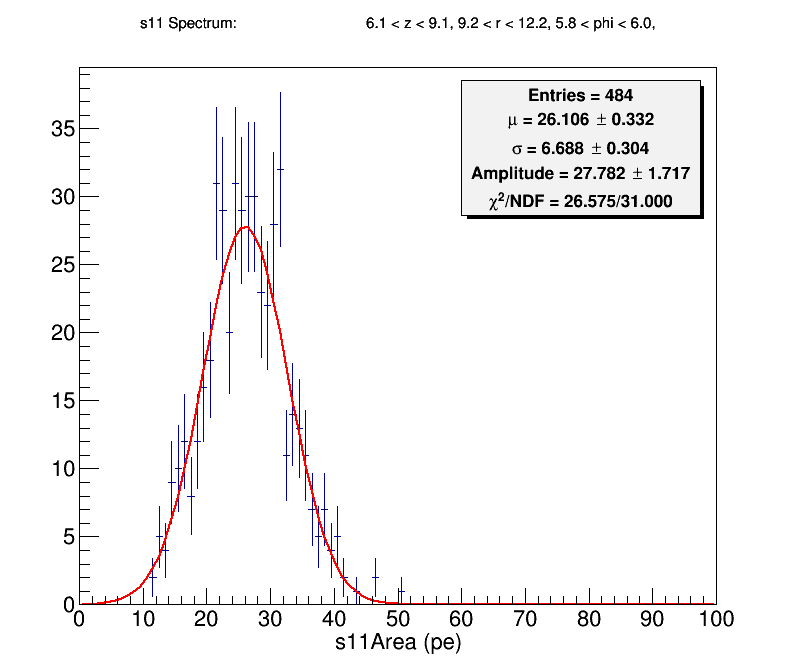 s11 Spectrum: 6.1 < z < 9.1, 9.2 < r < 12.2, 5.8 < phi < 6.0,
Entries = 484
μ = 26.106 ± 0.332
σ = 6.688 ± 0.304
Amplitude = 27.782 ± 1.717
χ²/NDF = 26.575/31.000
35
30
25
20
15
10
5
0
0 10 20 30 40 50 60 70 80 90 100
s11Area (pe)